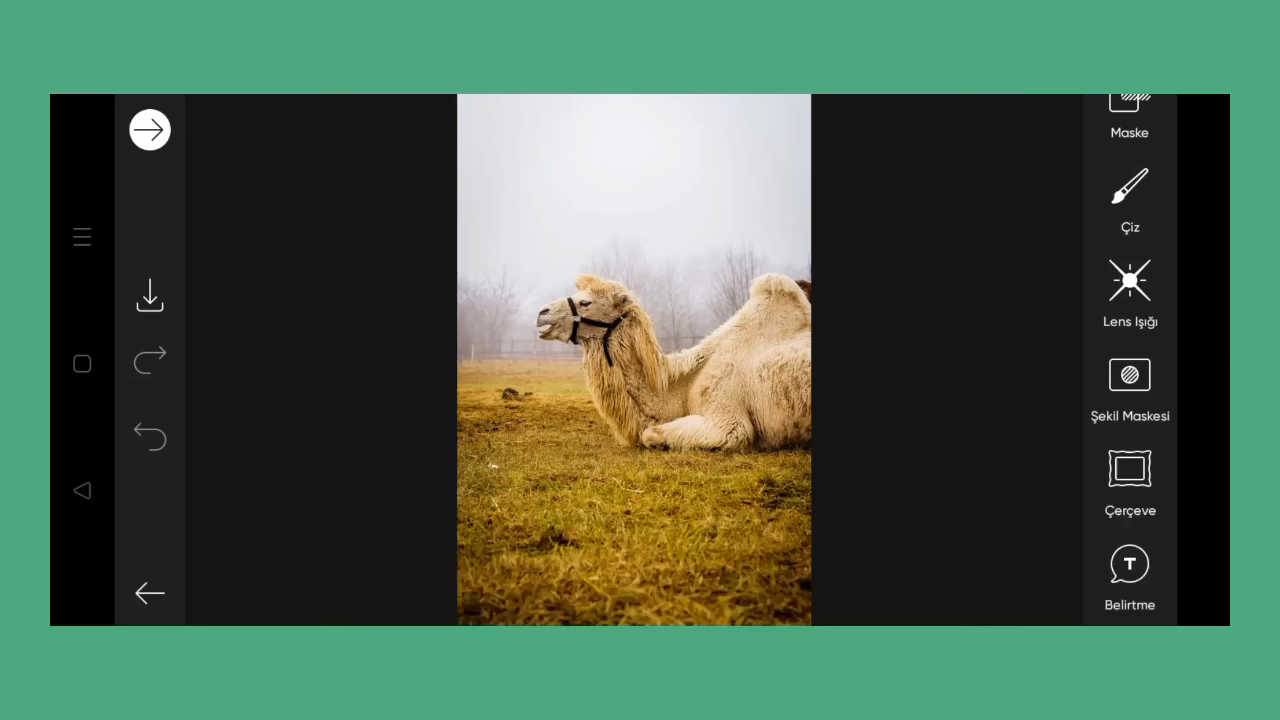 Maske
Çiz
Lens Işığı
Şekil Maskesi
Çerçeve
T
Belirtme